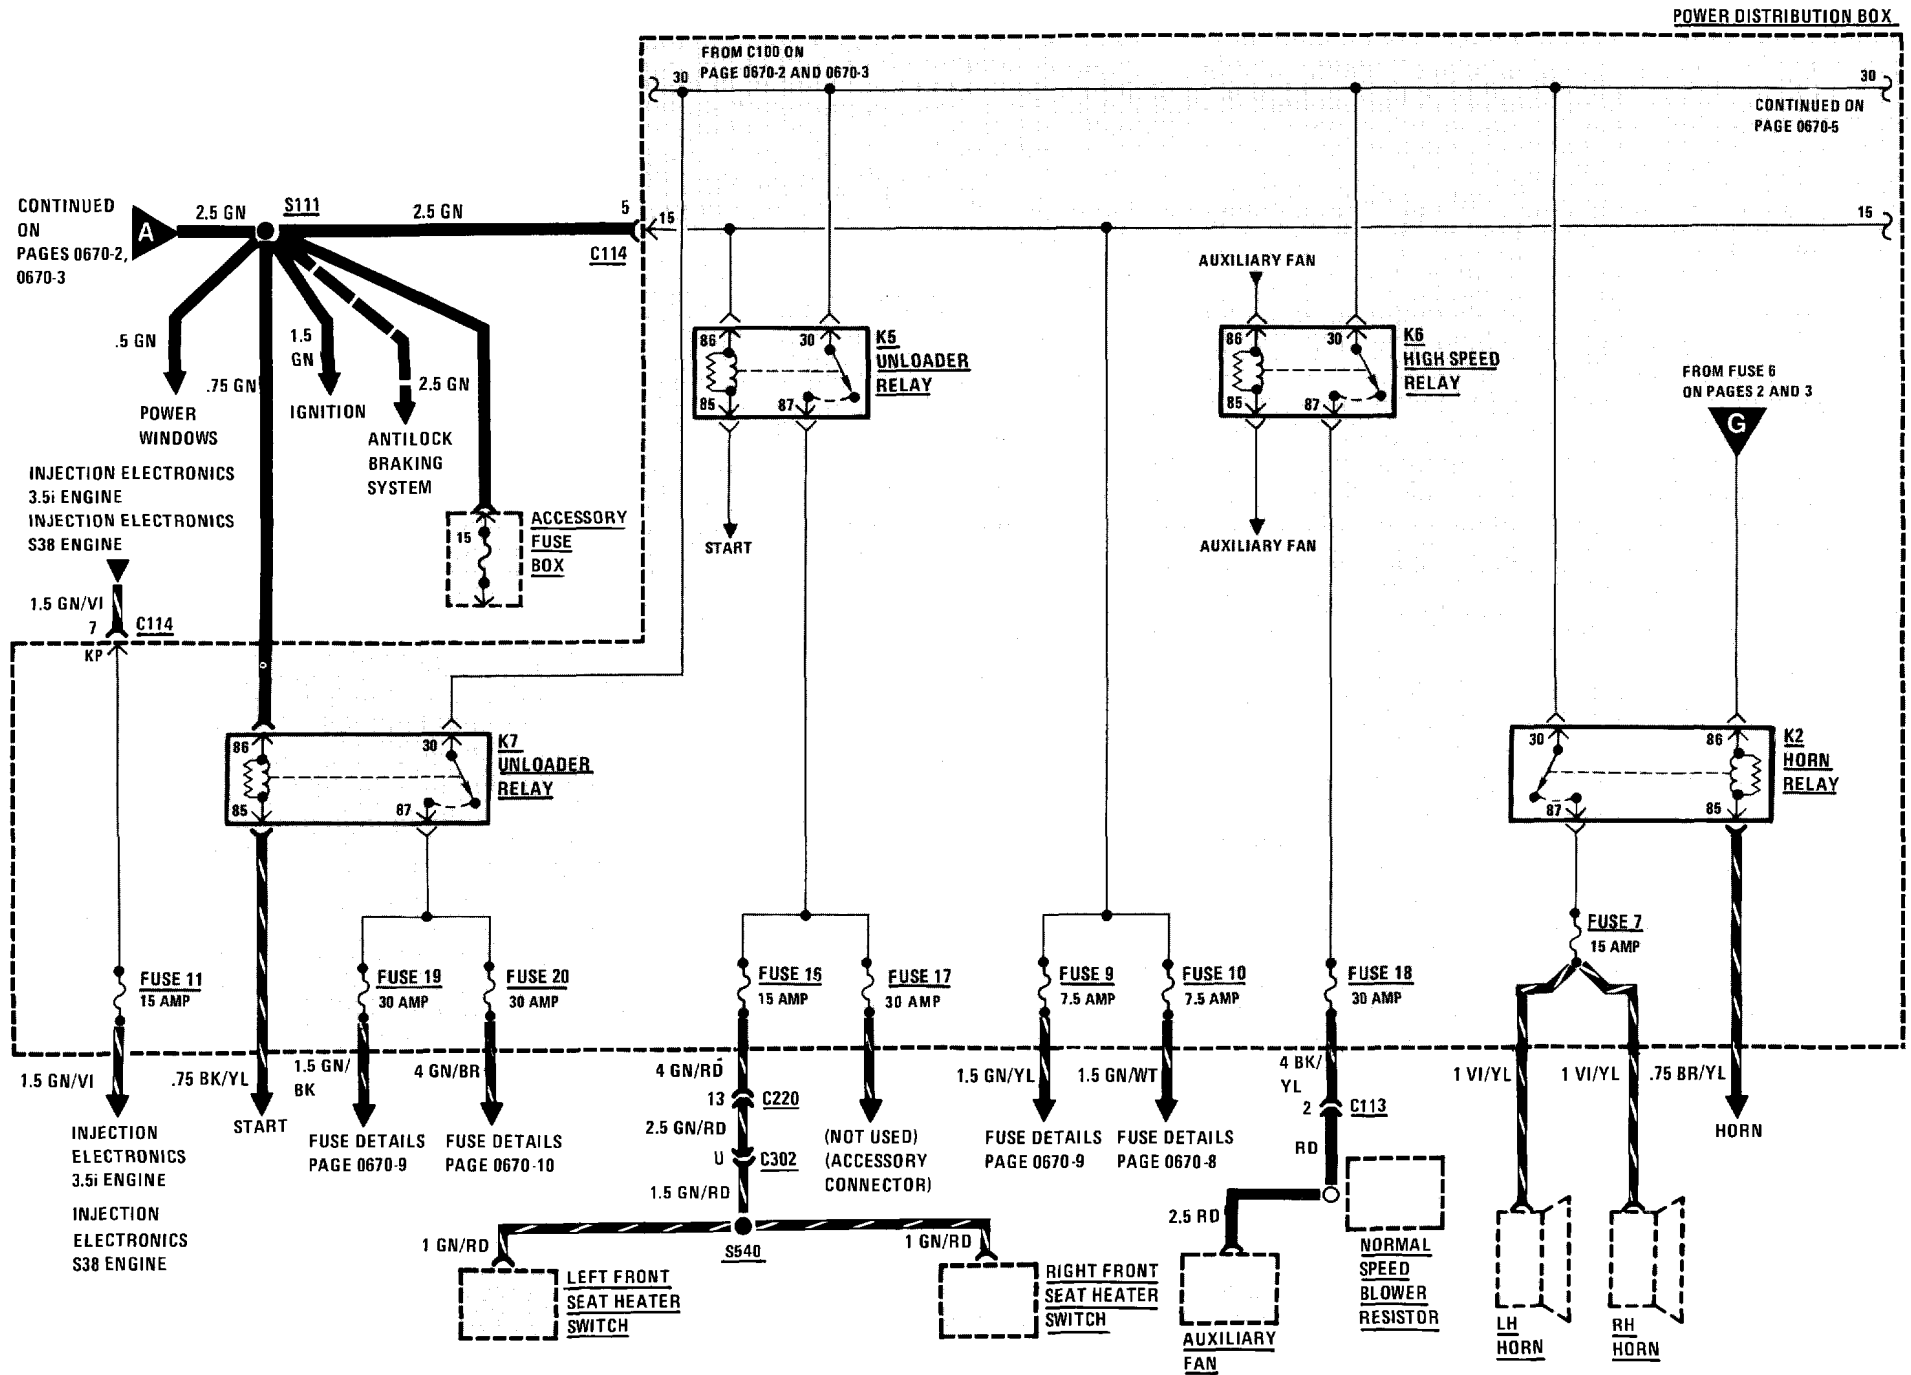 POWER DISTRIBUTION BOX
FROM C100 ON
PAGE 0670-2 AND 0670-3
30
30
CONTINUED ON
PAGE 0670-5
CONTINUED
ON
PAGES 0670-2,
0670-3
A
2.5 GN
S111
2.5 GN
5
C114
15
15
.5 GN
POWER
WINDOWS
.75 GN
1.5
GN
IGNITION
2.5 GN
ANTILOCK
BRAKING
SYSTEM
15
ACCESSORY
FUSE
BOX
INJECTION ELECTRONICS
3.5i ENGINE
INJECTION ELECTRONICS
S38 ENGINE
1.5 GN/VI
7
C114
KP
86
30
85
87
K5
UNLOADER
RELAY
START
AUXILIARY FAN
86
30
85
87
K6
HIGH SPEED
RELAY
AUXILIARY FAN
FROM FUSE 6
ON PAGES 2 AND 3
G
86
30
85
87
K7
UNLOADER
RELAY
30
86
87
85
K2
HORN
RELAY
FUSE 11
15 AMP
FUSE 19
30 AMP
FUSE 20
30 AMP
FUSE 16
15 AMP
FUSE 17
30 AMP
FUSE 9
7.5 AMP
FUSE 10
7.5 AMP
FUSE 18
30 AMP
FUSE 7
15 AMP
1.5 GN/VI
INJECTION
ELECTRONICS
3.5i ENGINE
INJECTION
ELECTRONICS
S38 ENGINE
.75 BK/YL
START
1.5 GN/
BK
FUSE DETAILS
PAGE 0670-9
4 GN/BR
FUSE DETAILS
PAGE 0670-10
4 GN/RD
13
C220
2.5 GN/RD
U
C302
1.5 GN/RD
S540
1 GN/RD
1 GN/RD
LEFT FRONT
SEAT HEATER
SWITCH
RIGHT FRONT
SEAT HEATER
SWITCH
(NOT USED)
(ACCESSORY
CONNECTOR)
1.5 GN/YL
FUSE DETAILS
PAGE 0670-9
1.5 GN/WT
FUSE DETAILS
PAGE 0670-8
4 BK/
YL
2
C113
RD
2.5 RD
AUXILIARY
FAN
NORMAL
SPEED
BLOWER
RESISTOR
1 VI/YL
1 VI/YL
LH
HORN
RH
HORN
.75 BR/YL
HORN